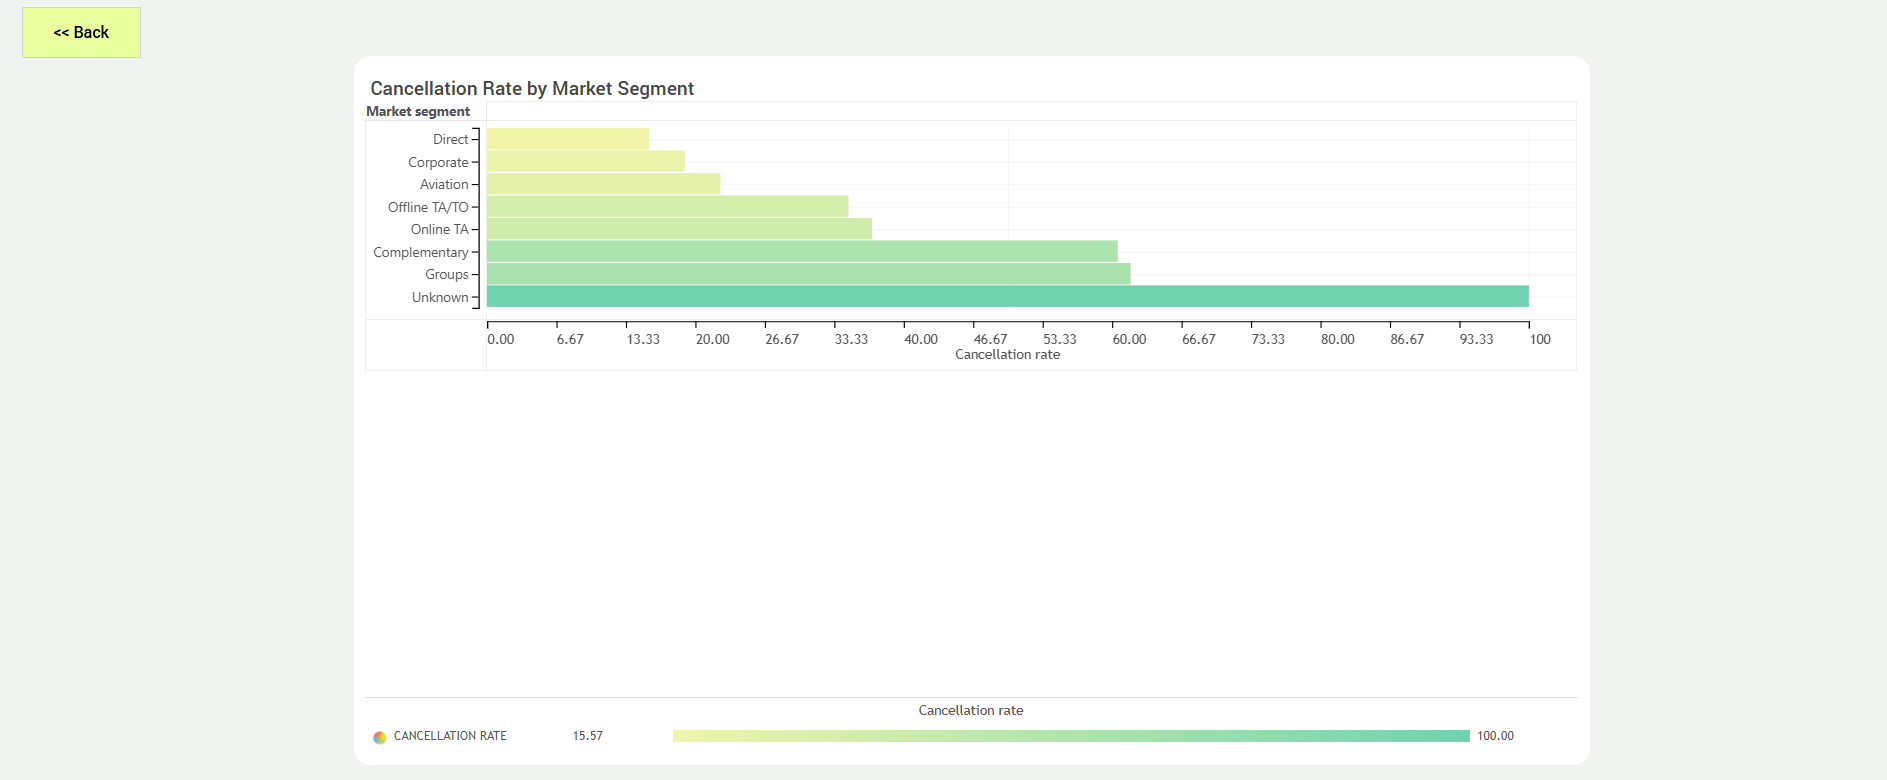 << Back
Cancellation Rate by Market Segment
Market segment
Direct
Corporate
Aviation
Offline TA/TO
Online TA
Complementary
Groups
Unknown
0.00 6.67 13.33 20.00 26.67 33.33 40.00 46.67 53.33 60.00 66.67 73.33 80.00 86.67 93.33 100
Cancellation rate
Cancellation rate
CANCELLATION RATE 15.57 100.00